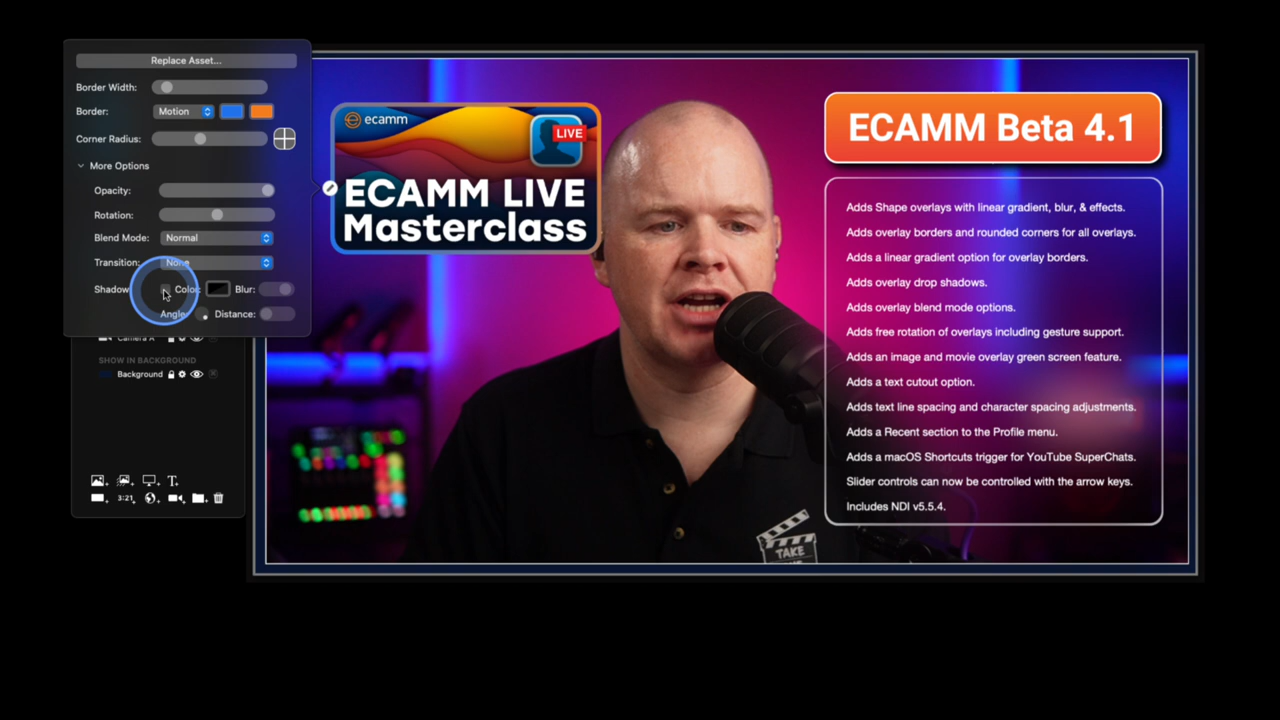 Replace Asset...
Border Width:
Border: Motion
Corner Radius:
More Options
Opacity:
Rotation:
Blend Mode: Normal
Transition: None
Shadow Color: Blur:
Angle Distance:
Camera A
SHOW IN BACKGROUND
Background
3:21
ecamm
LIVE
ECAMM LIVE
Masterclass
ECAMM Beta 4.1
Adds Shape overlays with linear gradient, blur, & effects.
Adds overlay borders and rounded corners for all overlays.
Adds a linear gradient option for overlay borders.
Adds overlay drop shadows.
Adds overlay blend mode options.
Adds free rotation of overlays including gesture support.
Adds an image and movie overlay green screen feature.
Adds a text cutout option.
Adds text line spacing and character spacing adjustments.
Adds a Recent section to the Profile menu.
Adds a macOS Shortcuts trigger for YouTube SuperChats.
Slider controls can now be controlled with the arrow keys.
Includes NDI v5.5.4.
TAKE